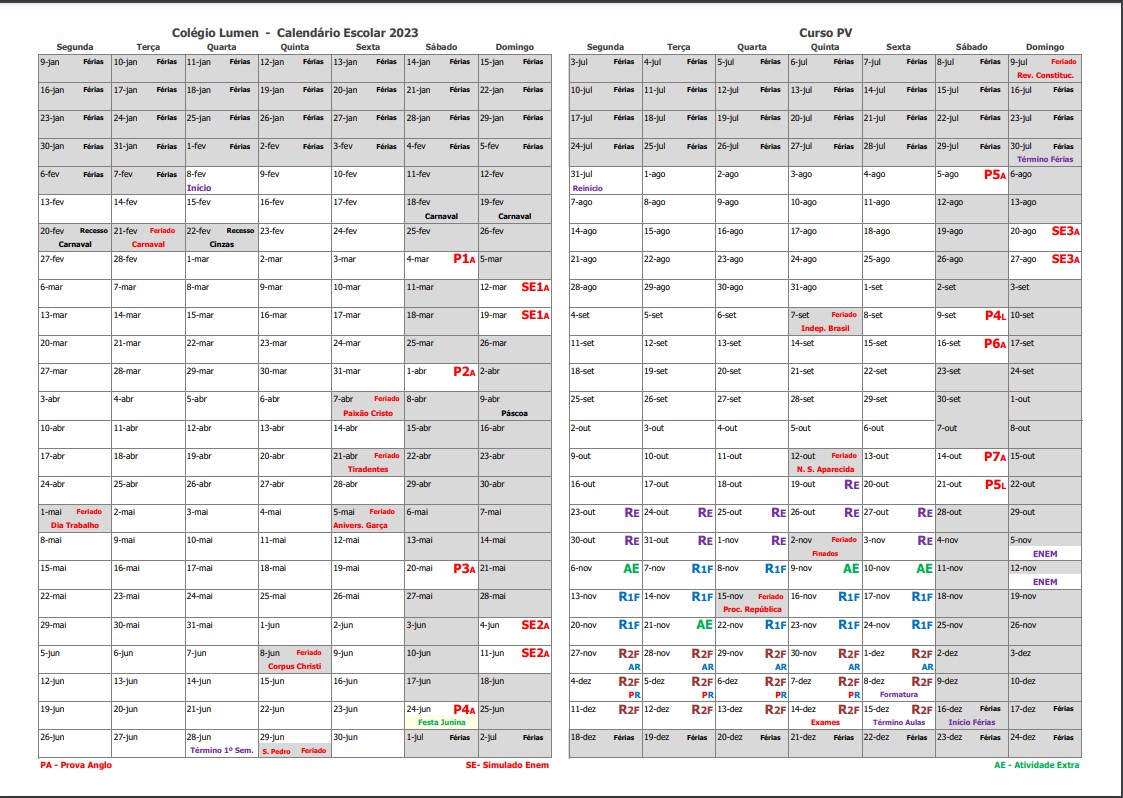 Colégio Lumen - Calendário Escolar 2023
Segunda Terça Quarta Quinta Sexta Sábado Domingo
9-jan Férias 10-jan Férias 11-jan Férias 12-jan Férias 13-jan Férias 14-jan Férias 15-jan Férias
16-jan Férias 17-jan Férias 18-jan Férias 19-jan Férias 20-jan Férias 21-jan Férias 22-jan Férias
23-jan Férias 24-jan Férias 25-jan Férias 26-jan Férias 27-jan Férias 28-jan Férias 29-jan Férias
30-jan Férias 31-jan Férias 1-fev Férias 2-fev Férias 3-fev Férias 4-fev Férias 5-fev Férias
6-fev Férias 7-fev Férias 8-fev 9-fev 10-fev 11-fev 12-fev
Início
13-fev 14-fev 15-fev 16-fev 17-fev 18-fev 19-fev
Carnaval Carnaval
20-fev Recesso 21-fev Feriado 22-fev Recesso 23-fev 24-fev 25-fev 26-fev
Carnaval Carnaval Cinzas
27-fev 28-fev 1-mar 2-mar 3-mar 4-mar P1A 5-mar
6-mar 7-mar 8-mar 9-mar 10-mar 11-mar 12-mar SE1A
13-mar 14-mar 15-mar 16-mar 17-mar 18-mar 19-mar SE1A
20-mar 21-mar 22-mar 23-mar 24-mar 25-mar 26-mar
27-mar 28-mar 29-mar 30-mar 31-mar 1-abr P2A 2-abr
3-abr 4-abr 5-abr 6-abr 7-abr Feriado 8-abr 9-abr
Paixão Cristo Páscoa
10-abr 11-abr 12-abr 13-abr 14-abr 15-abr 16-abr
17-abr 18-abr 19-abr 20-abr 21-abr Feriado 22-abr 23-abr
Tiradentes
24-abr 25-abr 26-abr 27-abr 28-abr 29-abr 30-abr
1-mai Feriado 2-mai 3-mai 4-mai 5-mai Feriado 6-mai 7-mai
Dia Trabalho Anivers. Garça
8-mai 9-mai 10-mai 11-mai 12-mai 13-mai 14-mai
15-mai 16-mai 17-mai 18-mai 19-mai 20-mai P3A 21-mai
22-mai 23-mai 24-mai 25-mai 26-mai 27-mai 28-mai
29-mai 30-mai 31-mai 1-jun 2-jun 3-jun 4-jun SE2A
5-jun 6-jun 7-jun 8-jun Feriado 9-jun 10-jun 11-jun SE2A
Corpus Christi
12-jun 13-jun 14-jun 15-jun 16-jun 17-jun 18-jun
19-jun 20-jun 21-jun 22-jun 23-jun 24-jun P4A 25-jun
Festa Junina
26-jun 27-jun 28-jun 29-jun 30-jun 1-jul Férias 2-jul Férias
Término 1º Sem. S. Pedro Feriado
PA - Prova Anglo SE- Simulado Enem
Curso PV
Segunda Terça Quarta Quinta Sexta Sábado Domingo
3-jul Férias 4-jul Férias 5-jul Férias 6-jul Férias 7-jul Férias 8-jul Férias 9-jul Feriado
Rev. Constituc.
10-jul Férias 11-jul Férias 12-jul Férias 13-jul Férias 14-jul Férias 15-jul Férias 16-jul Férias
17-jul Férias 18-jul Férias 19-jul Férias 20-jul Férias 21-jul Férias 22-jul Férias 23-jul Férias
24-jul Férias 25-jul Férias 26-jul Férias 27-jul Férias 28-jul Férias 29-jul Férias 30-jul Férias
Término Férias
31-jul 1-ago 2-ago 3-ago 4-ago 5-ago P5A 6-ago
Reinício
7-ago 8-ago 9-ago 10-ago 11-ago 12-ago 13-ago
14-ago 15-ago 16-ago 17-ago 18-ago 19-ago 20-ago SE3A
21-ago 22-ago 23-ago 24-ago 25-ago 26-ago 27-ago SE3A
28-ago 29-ago 30-ago 31-ago 1-set 2-set 3-set
4-set 5-set 6-set 7-set Feriado 8-set 9-set P4L 10-set
Indep. Brasil
11-set 12-set 13-set 14-set 15-set 16-set P6A 17-set
18-set 19-set 20-set 21-set 22-set 23-set 24-set
25-set 26-set 27-set 28-set 29-set 30-set 1-out
2-out 3-out 4-out 5-out 6-out 7-out 8-out
9-out 10-out 11-out 12-out Feriado 13-out 14-out P7A 15-out
N. S. Aparecida
16-out 17-out 18-out 19-out RE 20-out 21-out P5L 22-out
23-out RE 24-out RE 25-out RE 26-out RE 27-out RE 28-out 29-out
30-out RE 31-out RE 1-nov RE 2-nov Feriado 3-nov RE 4-nov 5-nov
Finados ENEM
6-nov AE 7-nov R1F 8-nov R1F 9-nov AE 10-nov AE 11-nov 12-nov
ENEM
13-nov R1F 14-nov R1F 15-nov Feriado 16-nov R1F 17-nov R1F 18-nov 19-nov
Proc. República
20-nov R1F 21-nov AE 22-nov R1F 23-nov R1F 24-nov R1F 25-nov 26-nov
27-nov R2F 28-nov R2F 29-nov R2F 30-nov R2F 1-dez R2F 2-dez 3-dez
AR AR AR AR AR
4-dez R2F 5-dez R2F 6-dez R2F 7-dez R2F 8-dez R2F 9-dez 10-dez
PR PR PR PR Formatura
11-dez R2F 12-dez R2F 13-dez R2F 14-dez R2F 15-dez R2F 16-dez Férias 17-dez Férias
Exames Término Aulas Início Férias
18-dez Férias 19-dez Férias 20-dez Férias 21-dez Férias 22-dez Férias 23-dez Férias 24-dez Férias
AE - Atividade Extra